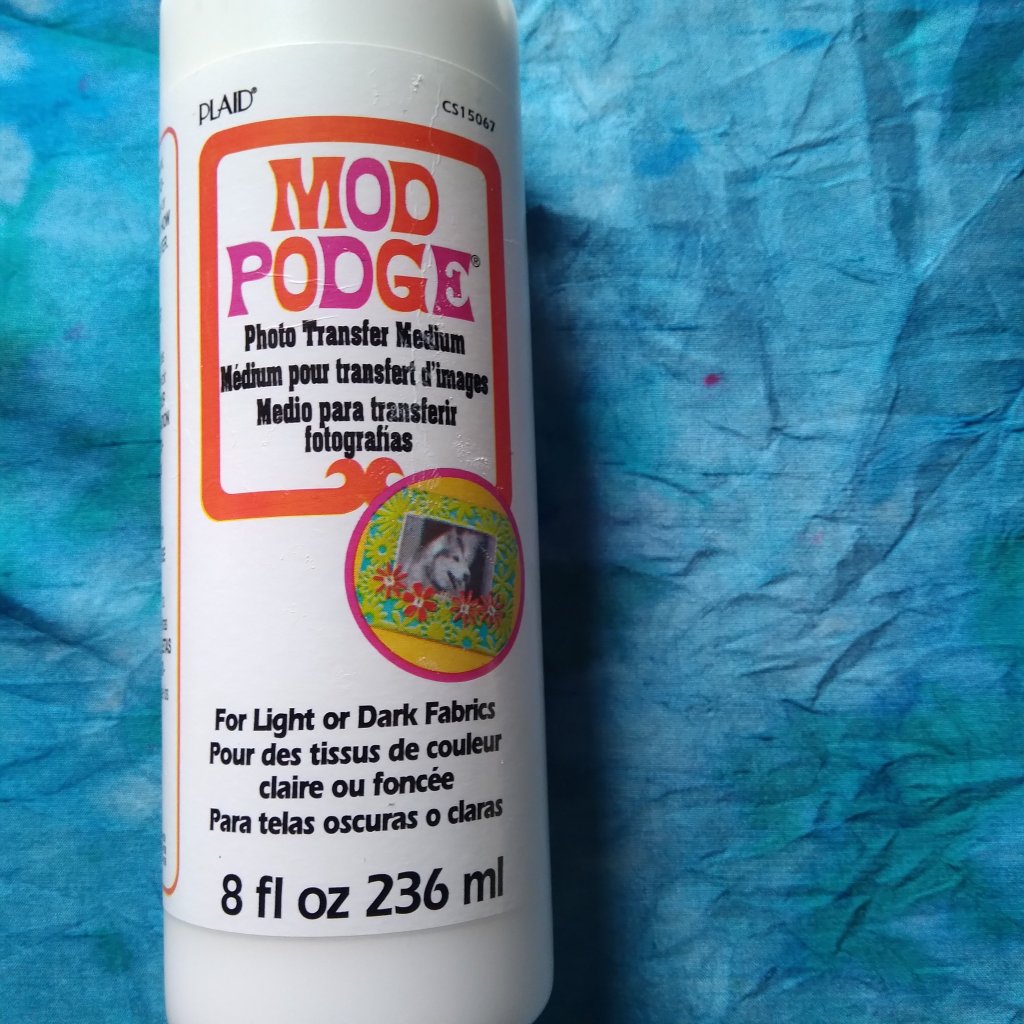 PLAID®
CS15067
MOD
PODGE®
Photo Transfer Medium
Médium pour transfert d'images
Medio para transferir
fotografías
For Light or Dark Fabrics
Pour des tissus de couleur
claire ou foncée
Para telas oscuras o claras
8 fl oz 236 ml